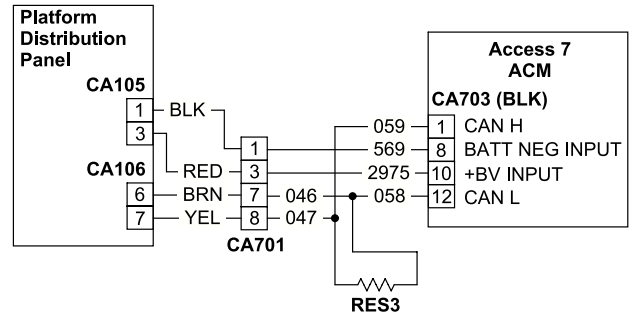 Platform
Distribution
Panel
CA105
1 BLK
3
CA106
RED
6 BRN
7 YEL
1
3
7 046
8 047
CA701
RES3
Access 7
ACM
CA703 (BLK)
059 1 CAN H
569 8 BATT NEG INPUT
2975 10 +BV INPUT
058 12 CAN L